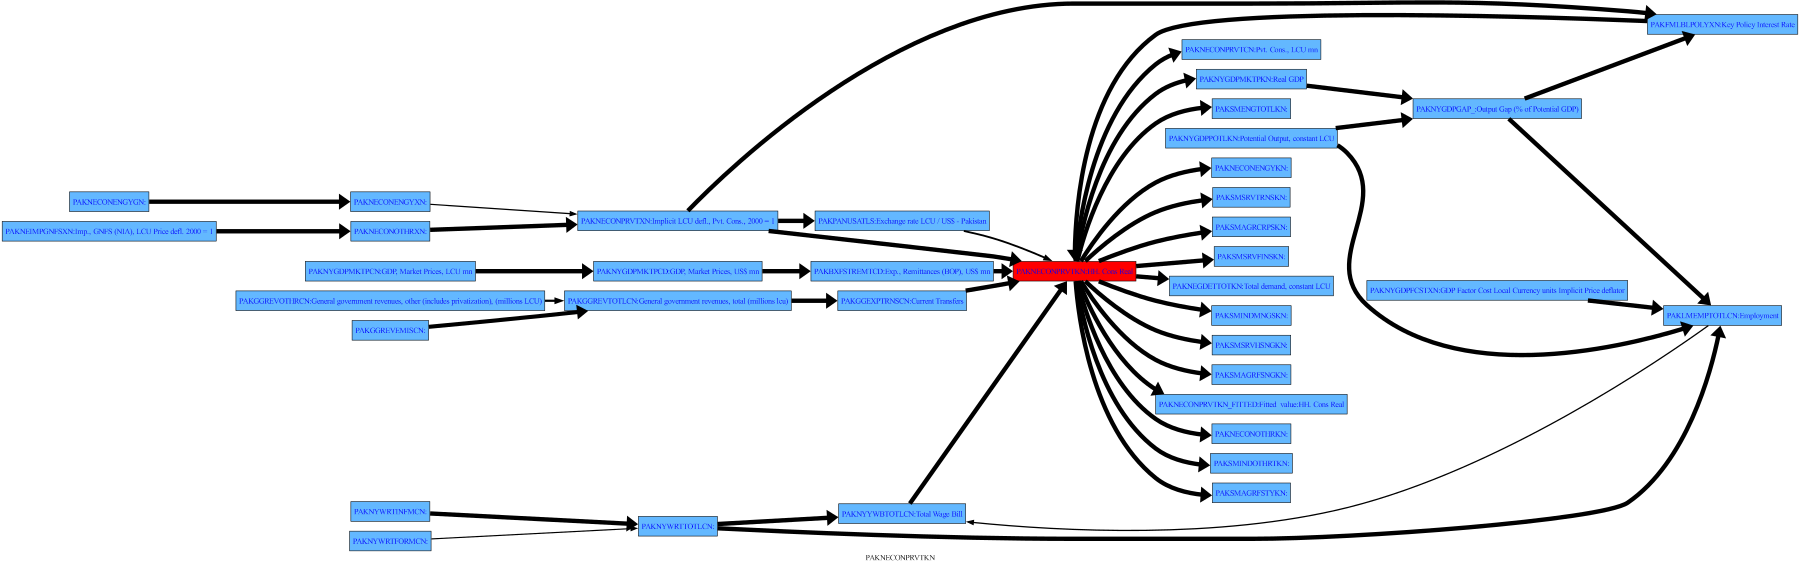 PAKFMLBLPOLYXN:Key Policy Interest Rate
PAKNECONPRVTCN:Pvt. Cons., LCU mn
PAKNYGDPMKTPKN:Real GDP
PAKSMENGTOTLKN:
PAKNYGDPGAP_:Output Gap (% of Potential GDP)
PAKNYGDPPOTLKN:Potential Output, constant LCU
PAKNECONENGYKN:
PAKSMSRVTRNSKN:
PAKNECONENGYGN:
PAKNECONENGYXN:
PAKNECONPRVTXN:Implicit LCU defl., Pvt. Cons., 2000 = 1
PAKPANUSATLS:Exchange rate LCU / US$ - Pakistan
PAKNEIMPGNFSXN:Imp., GNFS (NIA), LCU Price defl. 2000 = 1
PAKNECONOTHRXN:
PAKSMAGRCRPSKN:
PAKSMSRVFINSKN:
PAKNYGDPMKTPCN:GDP, Market Prices, LCU mn
PAKNYGDPMKTPCD:GDP, Market Prices, US$ mn
PAKBXFSTREMTCD:Exp., Remittances (BOP), US$ mn
PAKNECONPRVTKN:HH. Cons Real
PAKNEGDETTOTKN:Total demand, constant LCU
PAKNYGDPFCSTXN:GDP Factor Cost Local Currency units Implicit Price deflator
PAKGGREVOTHRCN:General government revenues, other (includes privatization), (millions LCU)
PAKGGREVTOTLCN:General government revenues, total (millions lcu)
PAKGGEXPTRNSCN:Current Transfers
PAKSMINDMNGSKN:
PAKLMEMPTOTLCN:Employment
PAKGGREVEMISCN:
PAKSMSRVHSNGKN:
PAKSMAGRFSNGKN:
PAKNECONPRVTKN_FITTED:Fitted value:HH. Cons Real
PAKNECONOTHRKN:
PAKSMINDOTHRTKN:
PAKSMAGRFSTYKN:
PAKNYWRTINFMCN:
PAKNYYWBTOTLCN:Total Wage Bill
PAKNYWRTTOTLCN:
PAKNYWRTFORMCN:
PAKNECONPRVTKN